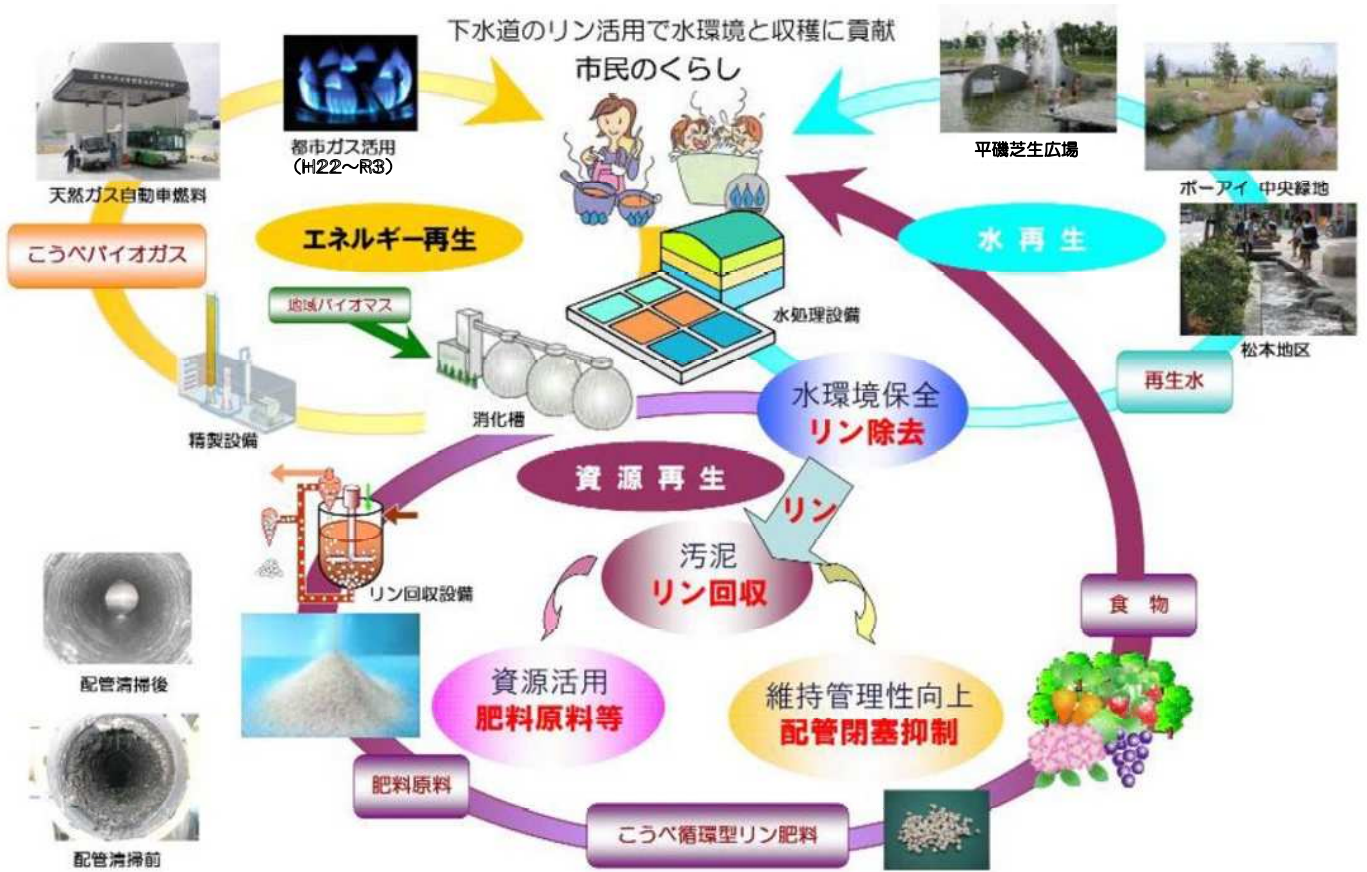 下水道のリン活用で水環境と収穫に貢献
市民のくらし
天然ガス自動車燃料
都市ガス活用
(H22～R3)
平磯芝生広場
ポーアイ 中央緑地
こうべバイオガス
エネルギー再生
水 再 生
地域バイオマス
水処理設備
松本地区
再生水
精製設備
消化槽
水環境保全
リン除去
資 源 再 生
リン
汚泥
リン回収
リン回収設備
食 物
配管清掃後
資源活用
肥料原料等
維持管理性向上
配管閉塞抑制
肥料原料
こうべ循環型リン肥料
配管清掃前